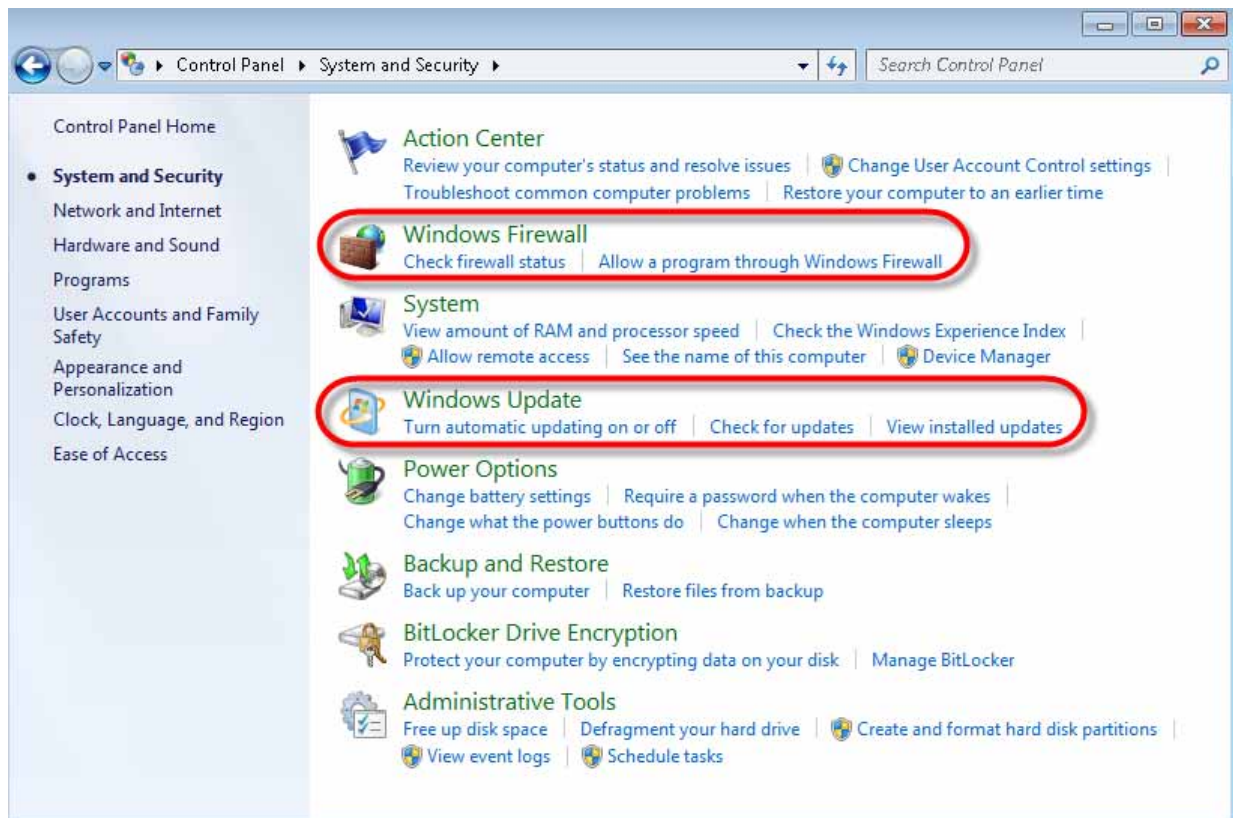 Control Panel System and Security
Search Control Panel
Control Panel Home
System and Security
Network and Internet
Hardware and Sound
Programs
User Accounts and Family
Safety
Appearance and
Personalization
Clock, Language, and Region
Ease of Access
Action Center
Review your computer's status and resolve issues Change User Account Control settings
Troubleshoot common computer problems Restore your computer to an earlier time
Windows Firewall
Check firewall status Allow a program through Windows Firewall
System
View amount of RAM and processor speed Check the Windows Experience Index
Allow remote access See the name of this computer Device Manager
Windows Update
Turn automatic updating on or off Check for updates View installed updates
Power Options
Change battery settings Require a password when the computer wakes
Change what the power buttons do Change when the computer sleeps
Backup and Restore
Back up your computer Restore files from backup
BitLocker Drive Encryption
Protect your computer by encrypting data on your disk Manage BitLocker
Administrative Tools
Free up disk space Defragment your hard drive Create and format hard disk partitions
View event logs Schedule tasks